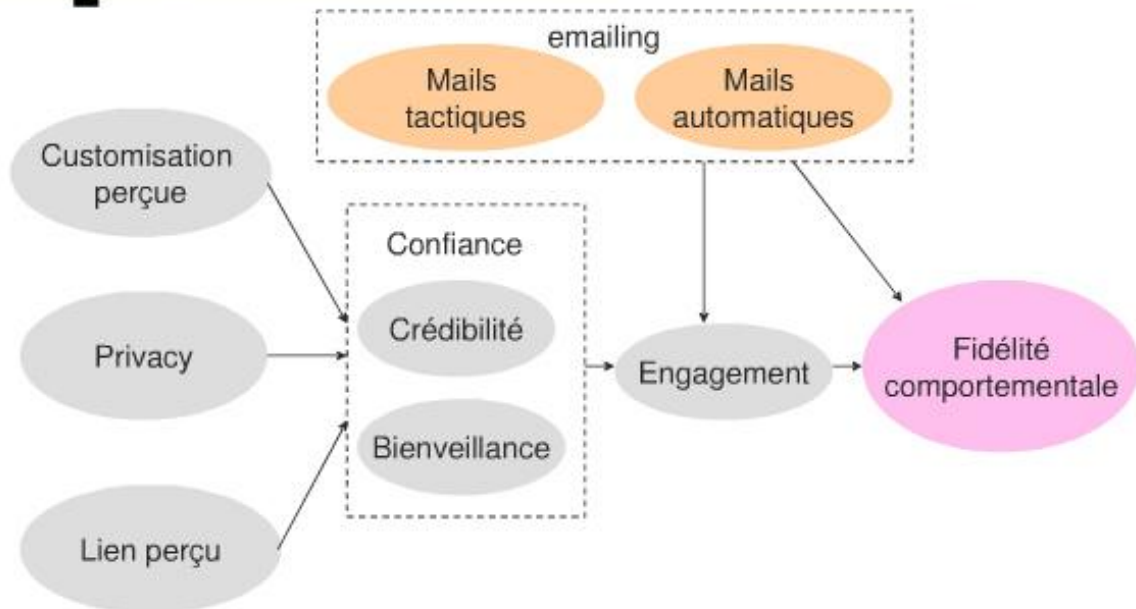 emailing
Mails
tactiques
Mails
automatiques
Customisation
perçue
Confiance
Crédibilité
Privacy
Engagement
Fidélité
comportementale
Bienveillance
Lien perçu